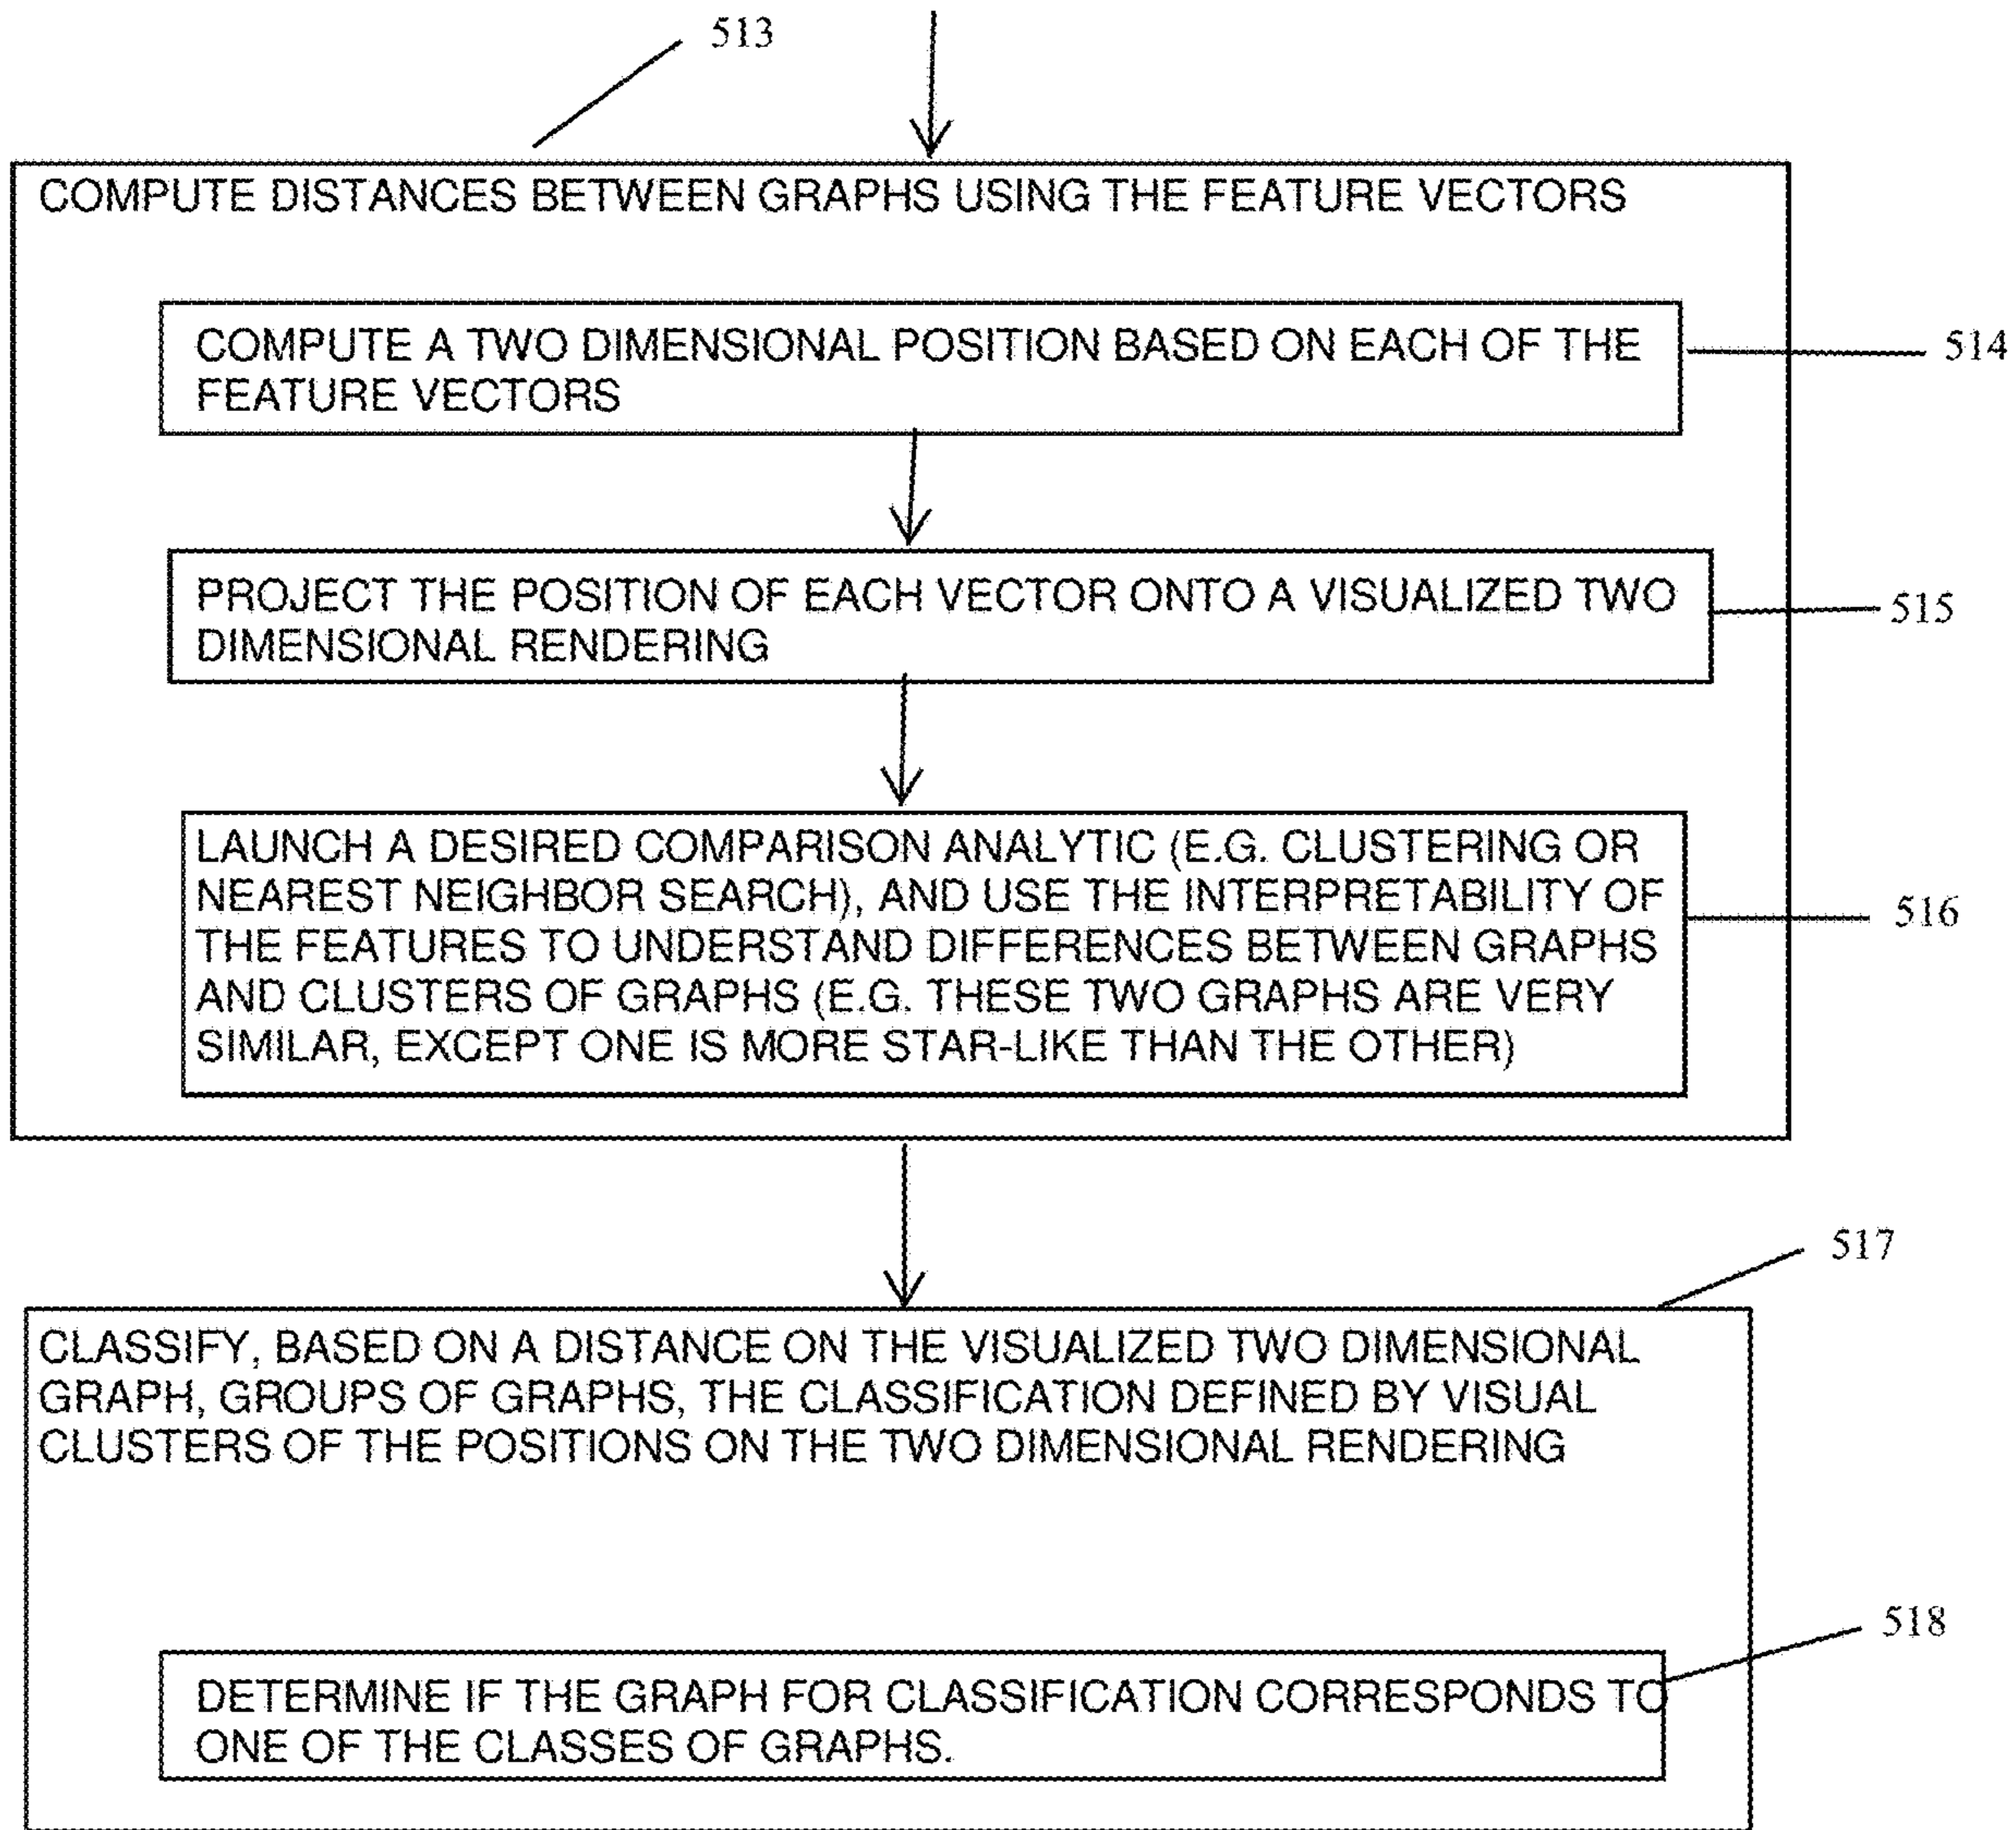 513
COMPUTE DISTANCES BETWEEN GRAPHS USING THE FEATURE VECTORS
COMPUTE A TWO DIMENSIONAL POSITION BASED ON EACH OF THE
FEATURE VECTORS
514
PROJECT THE POSITION OF EACH VECTOR ONTO A VISUALIZED TWO
DIMENSIONAL RENDERING
515
LAUNCH A DESIRED COMPARISON ANALYTIC (E.G. CLUSTERING OR
NEAREST NEIGHBOR SEARCH), AND USE THE INTERPRETABILITY OF
THE FEATURES TO UNDERSTAND DIFFERENCES BETWEEN GRAPHS
AND CLUSTERS OF GRAPHS (E.G. THESE TWO GRAPHS ARE VERY
SIMILAR, EXCEPT ONE IS MORE STAR-LIKE THAN THE OTHER)
516
517
CLASSIFY, BASED ON A DISTANCE ON THE VISUALIZED TWO DIMENSIONAL
GRAPH, GROUPS OF GRAPHS, THE CLASSIFICATION DEFINED BY VISUAL
CLUSTERS OF THE POSITIONS ON THE TWO DIMENSIONAL RENDERING
518
DETERMINE IF THE GRAPH FOR CLASSIFICATION CORRESPONDS TO
ONE OF THE CLASSES OF GRAPHS.